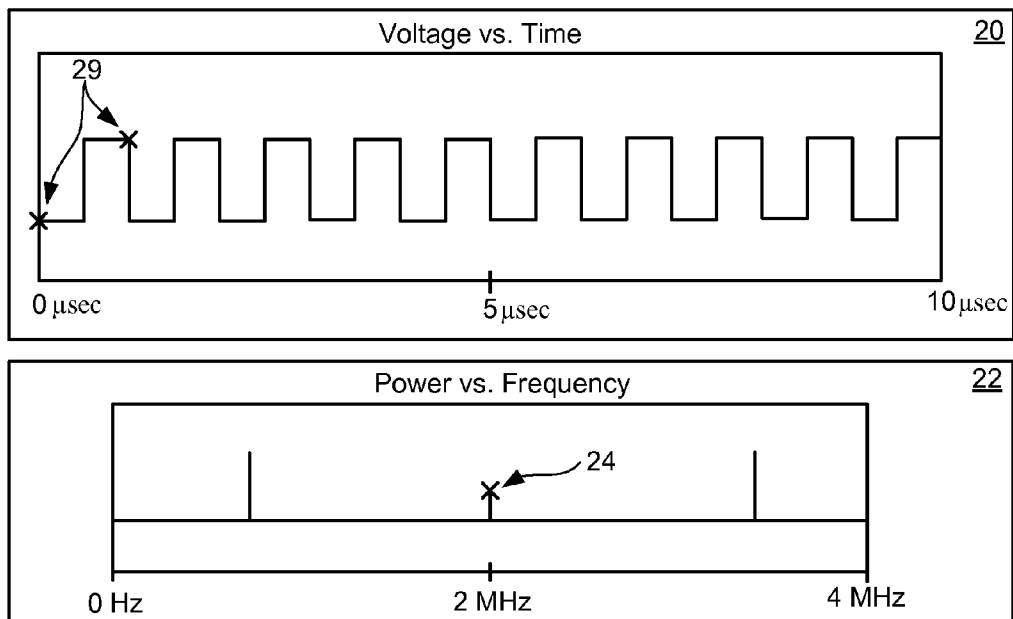 Voltage vs. Time
20
29
0 μsec
5 μsec
10 μsec
Power vs. Frequency
22
24
0 Hz
2 MHz
4 MHz